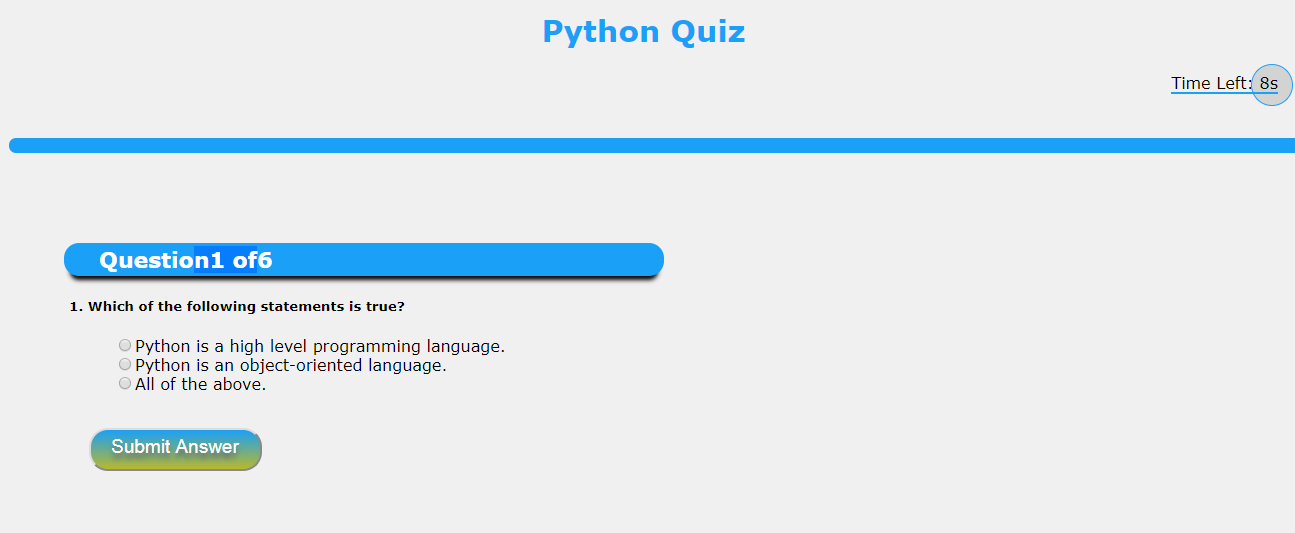 Python Quiz
Time Left: 8s
Question1 of6
1. Which of the following statements is true?
Python is a high level programming language.
Python is an object-oriented language.
All of the above.
Submit Answer